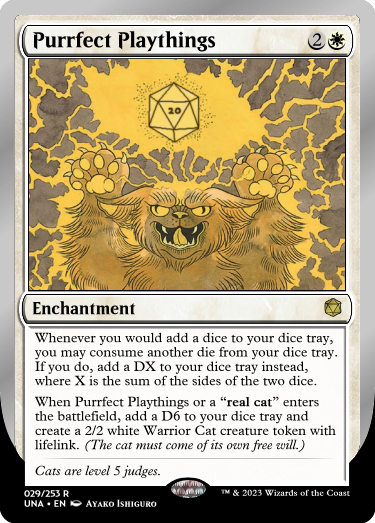 Purrfect Playthings 2
20
Enchantment
Whenever you would add a dice to your dice tray,
you may consume another die from your dice tray.
If you do, add a DX to your dice tray instead,
where X is the sum of the sides of the two dice.
When Purrfect Playthings or a “real cat” enters
the battlefield, add a D6 to your dice tray and
create a 2/2 white Warrior Cat creature token with
lifelink. (The cat must come of its own free will.)
Cats are level 5 judges.
029/253 R
UNA • EN Ayako Ishiguro
™ & 2023 Wizards of the Coast